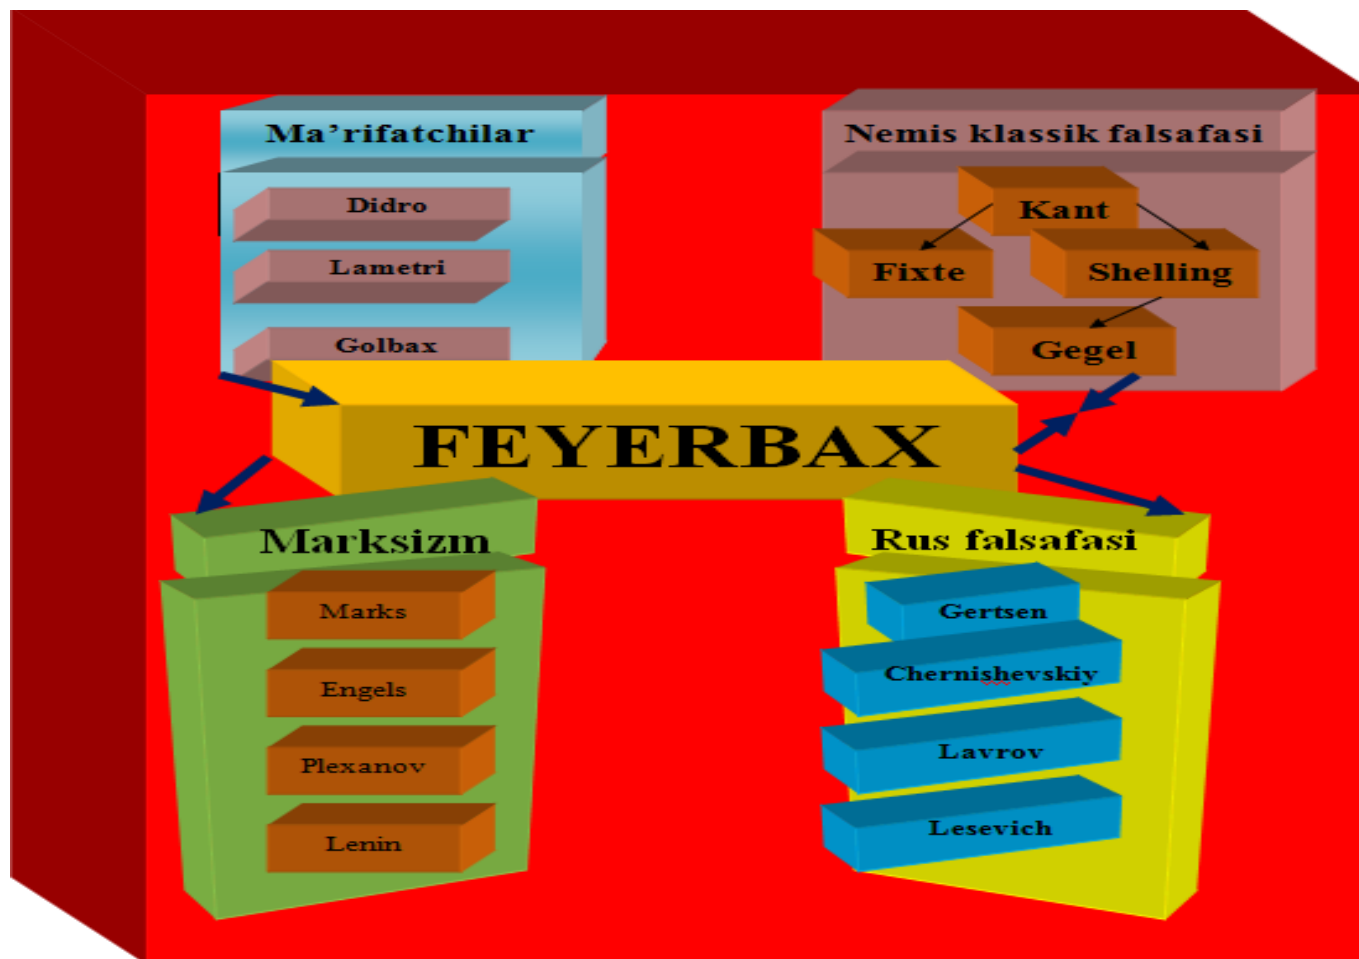 Ma’rifatchilar
Didro
Lametri
Golbax
Nemis klassik falsafasi
Kant
Fixte
Shelling
Gegel
FEYERBAX
Marksizm
Marks
Engels
Plexanov
Lenin
Rus falsafasi
Gertsen
Chernishevskiy
Lavrov
Lesevich